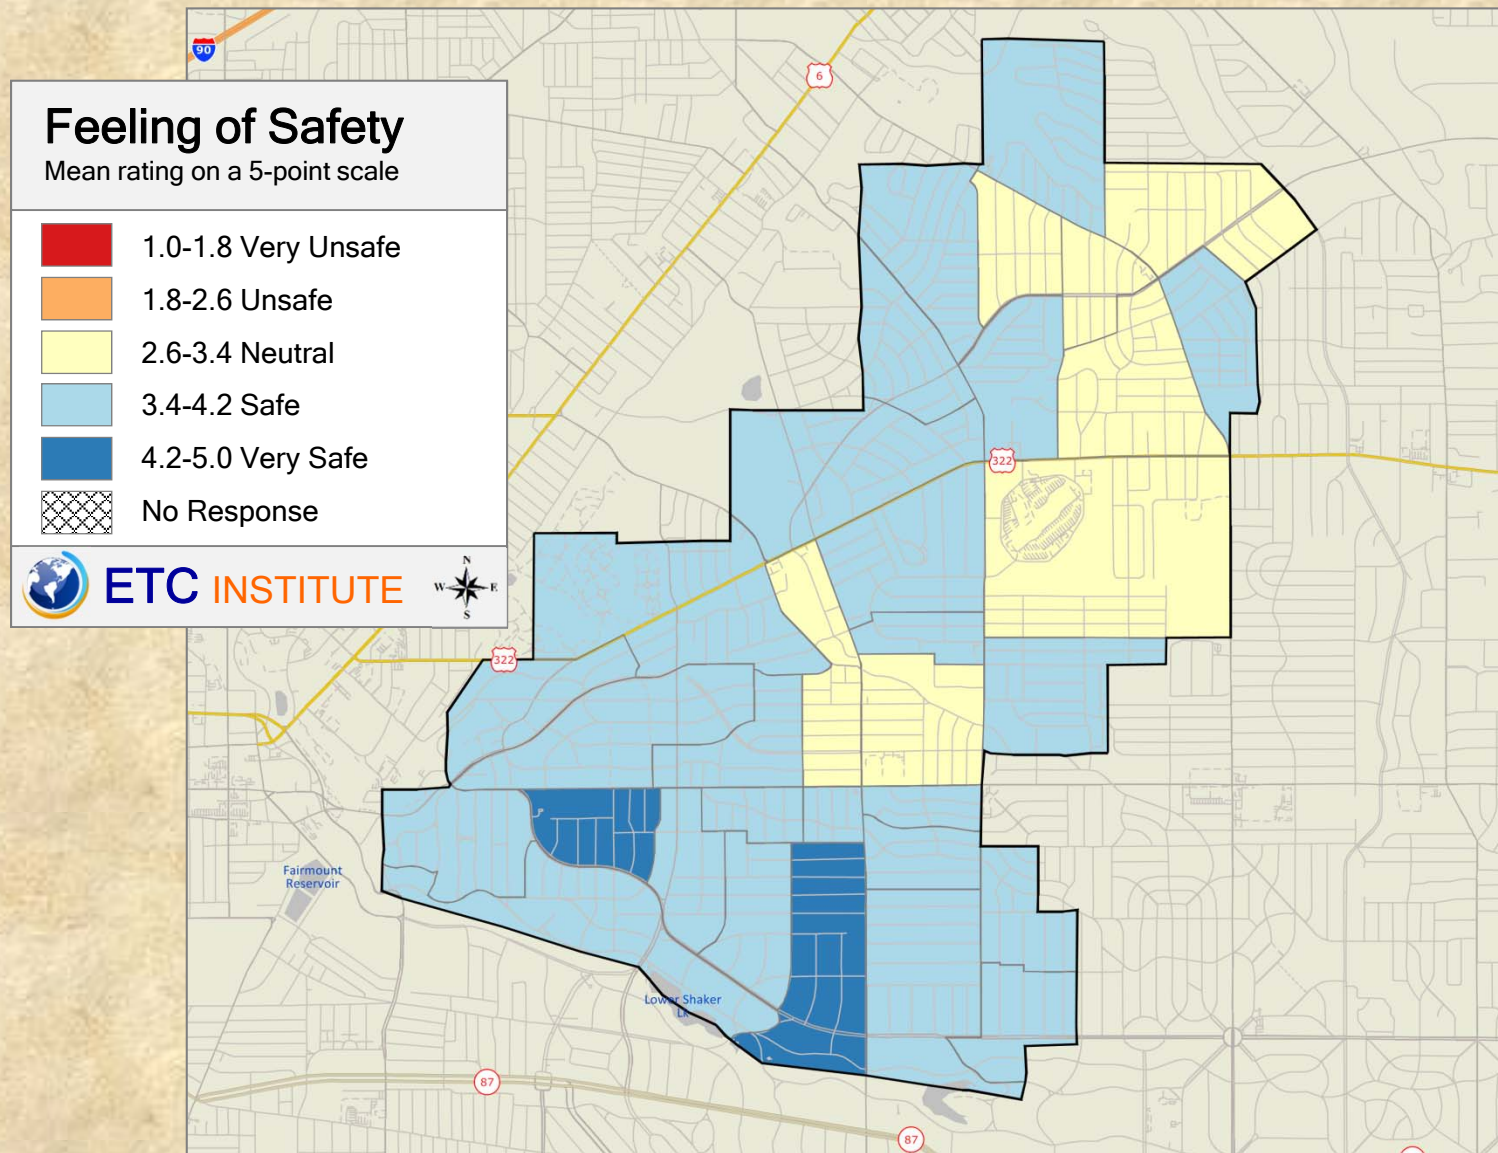 90
6
Feeling of Safety
Mean rating on a 5-point scale
1.0-1.8 Very Unsafe
1.8-2.6 Unsafe
2.6-3.4 Neutral
3.4-4.2 Safe
4.2-5.0 Very Safe
No Response
ETC INSTITUTE
N
W E
S
322
322
Fairmount
Reservoir
Lower Shaker
Lk
87
87